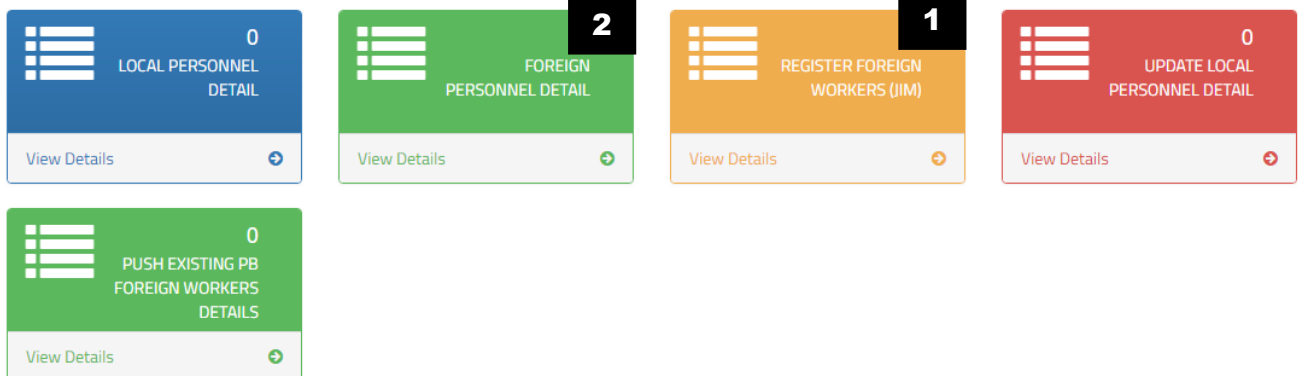 0
LOCAL PERSONNEL
DETAIL
View Details
2
FOREIGN
PERSONNEL DETAIL
View Details
1
REGISTER FOREIGN
WORKERS (JIM)
View Details
0
UPDATE LOCAL
PERSONNEL DETAIL
View Details
0
PUSH EXISTING PB
FOREIGN WORKERS
DETAILS
View Details